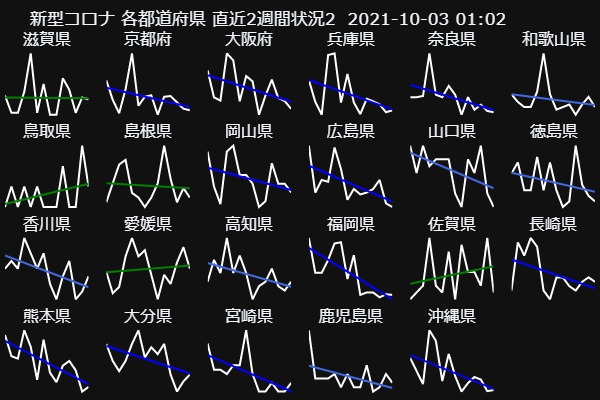 新型コロナ 各都道府県 直近2週間状況2 2021-10-03 01:02
滋賀県 京都府 大阪府 兵庫県 奈良県 和歌山県
鳥取県 島根県 岡山県 広島県 山口県 徳島県
香川県 愛媛県 高知県 福岡県 佐賀県 長崎県
熊本県 大分県 宮崎県 鹿児島県 沖縄県